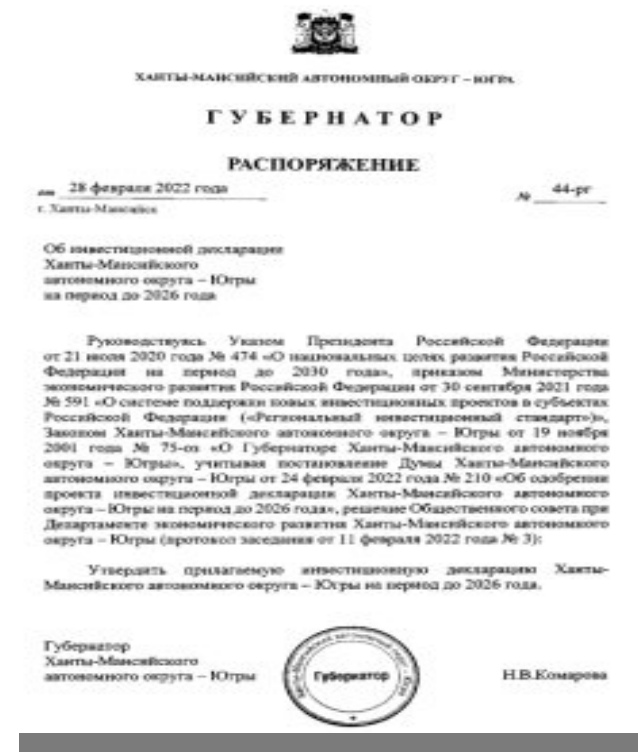 ХАНТЫ-МАНСИЙСКИЙ АВТОНОМНЫЙ ОКРУГ – ЮГРА
ГУБЕРНАТОР
РАСПОРЯЖЕНИЕ
от 28 февраля 2022 года № 44-рг
г. Ханты-Мансийск
Об инвестиционной декларации
Ханты-Мансийского
автономного округа – Югры
на период до 2026 года
Руководствуясь Указом Президента Российской Федерации
от 21 июля 2020 года № 474 «О национальных целях развития Российской
Федерации на период до 2030 года», приказом Министерства
экономического развития Российской Федерации от 30 сентября 2021 года
№ 591 «О системе поддержки новых инвестиционных проектов в субъектах
Российской Федерации («Региональный инвестиционный стандарт»)»,
Законом Ханты-Мансийского автономного округа – Югры от 19 ноября
2001 года № 75-оз «О Губернаторе Ханты-Мансийского автономного
округа – Югры», учитывая постановление Думы Ханты-Мансийского
автономного округа – Югры от 24 февраля 2022 года № 210 «Об одобрении
проекта инвестиционной декларации Ханты-Мансийского автономного
округа – Югры на период до 2026 года», решение Общественного совета при
Департаменте экономического развития Ханты-Мансийского автономного
округа – Югры (протокол заседания от 11 февраля 2022 года № 3):
Утвердить прилагаемую инвестиционную декларацию Ханты-
Мансийского автономного округа – Югры на период до 2026 года.
Губернатор
Ханты-Мансийского
автономного округа – Югры
Ханты-Мансийский автономный округ – Югра
Губернатор
Н.В.Комарова